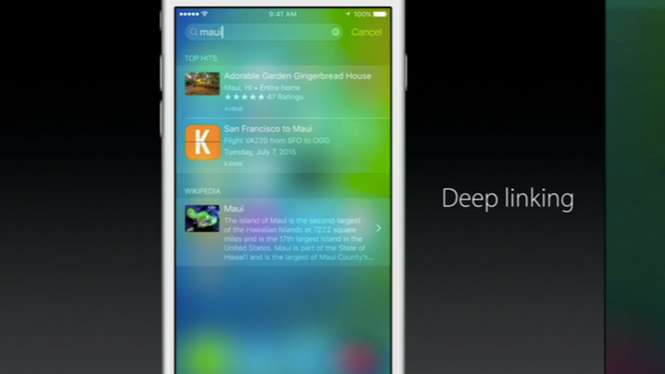 9:41 AM
100%
maui
Cancel
TOP HITS
Adorable Garden Gingerbread House
Maui, HI • Entire home
★★★★★ 47 Ratings
AIRBNB
K
San Francisco to Maui
Flight VA220 from SFO to OGG
Tuesday, July 7, 2015
KAYAK
WIKIPEDIA
Maui
The island of Maui is the second-largest
of the Hawaiian Islands at 727.2 square
miles and is the 17th largest island in the
United States. Maui is part of the State of
Hawai'i and is the largest of Maui County's...
Deep linking